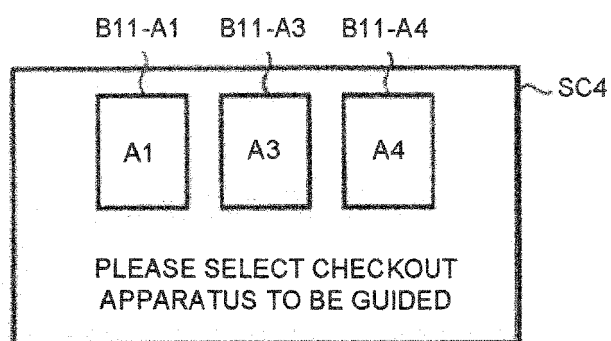 B11-A1 B11-A3 B11-A4
SC4
A1 A3 A4
PLEASE SELECT CHECKOUT
APPARATUS TO BE GUIDED